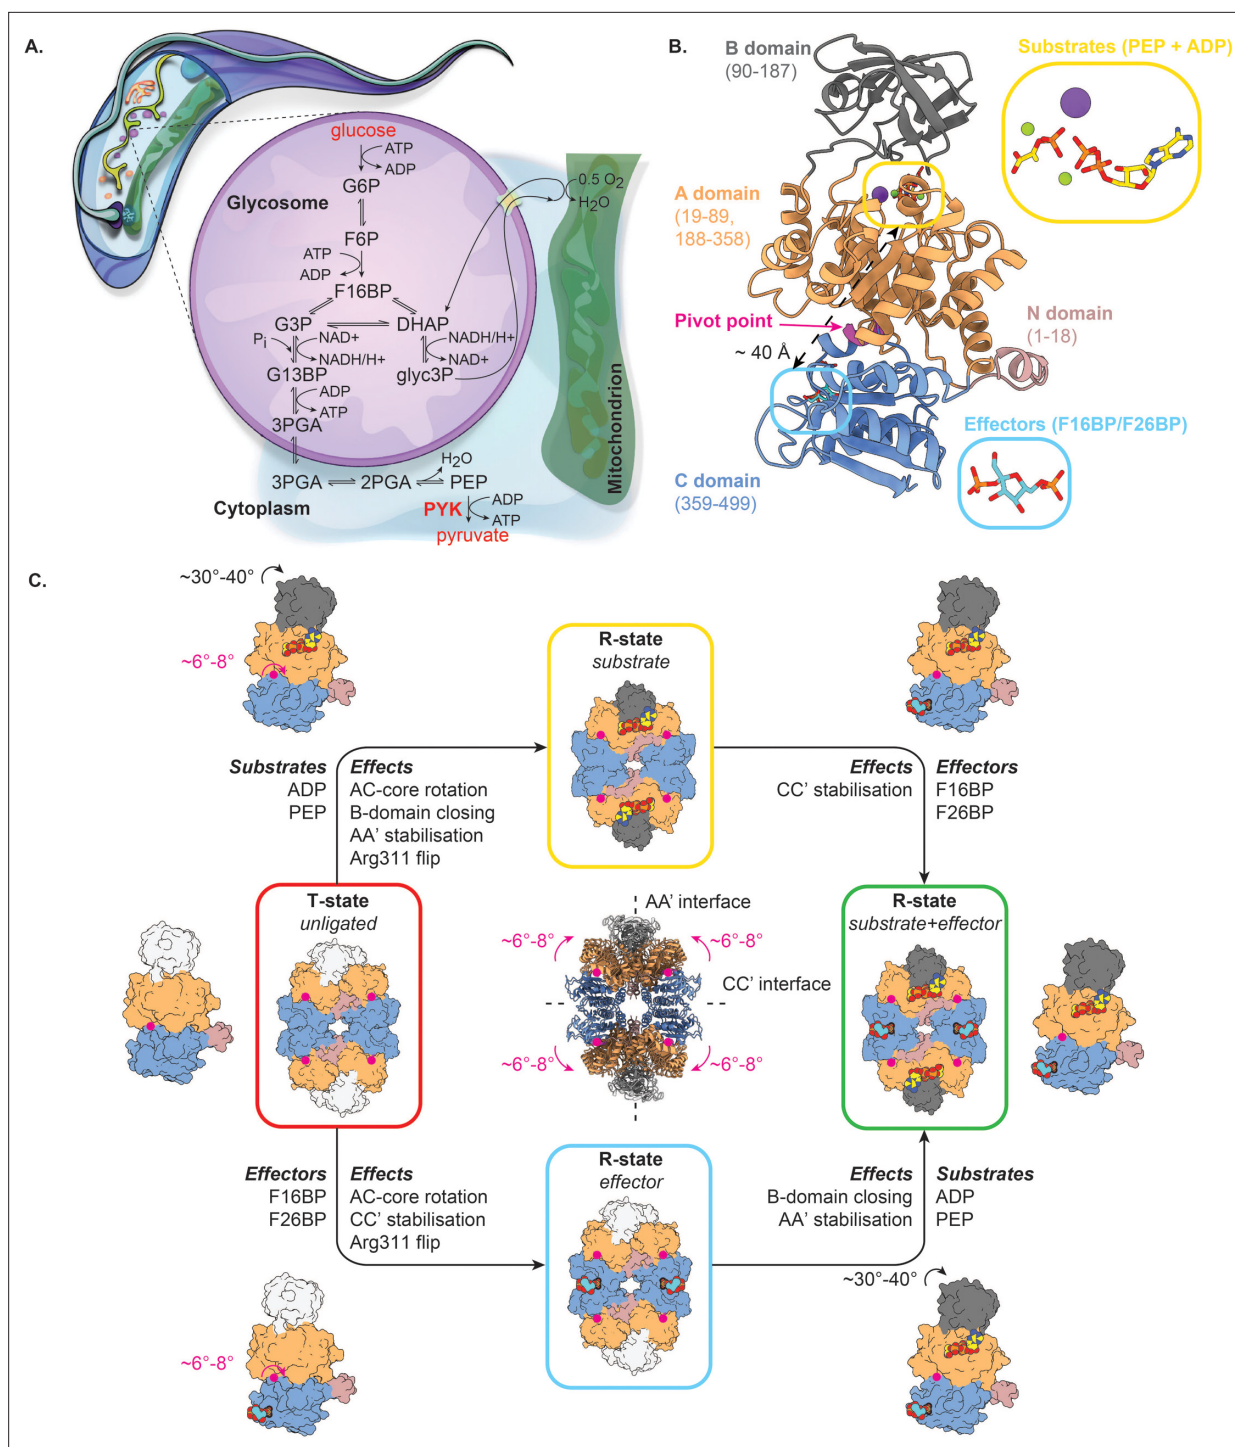 A.
glucose
ATP
ADP
G6P
Glycosome
F6P
ATP
ADP
F16BP
G3P
DHAP
Pi
NAD+
NADH/H+
NADH/H+
NAD+
G13BP
glyc3P
ADP
ATP
3PGA
0.5 O2
H2O
Mitochondrion
H2O
3PGA
2PGA
PEP
Cytoplasm
PYK
ADP
ATP
pyruvate
B.
B domain
(90-187)
Substrates (PEP + ADP)
A domain
(19-89,
188-358)
Pivot point
N domain
(1-18)
~ 40 Å
Effectors (F16BP/F26BP)
C domain
(359-499)
C.
~30°-40°
~6°-8°
R-state
substrate
Substrates
ADP
PEP
Effects
AC-core rotation
B-domain closing
AA' stabilisation
Arg311 flip
Effects
CC' stabilisation
Effectors
F16BP
F26BP
T-state
unligated
AA' interface
~6°-8°
~6°-8°
CC' interface
~6°-8°
~6°-8°
R-state
substrate+effector
Effectors
F16BP
F26BP
Effects
AC-core rotation
CC' stabilisation
Arg311 flip
R-state
effector
Effects
B-domain closing
AA' stabilisation
Substrates
ADP
PEP
~30°-40°
~6°-8°